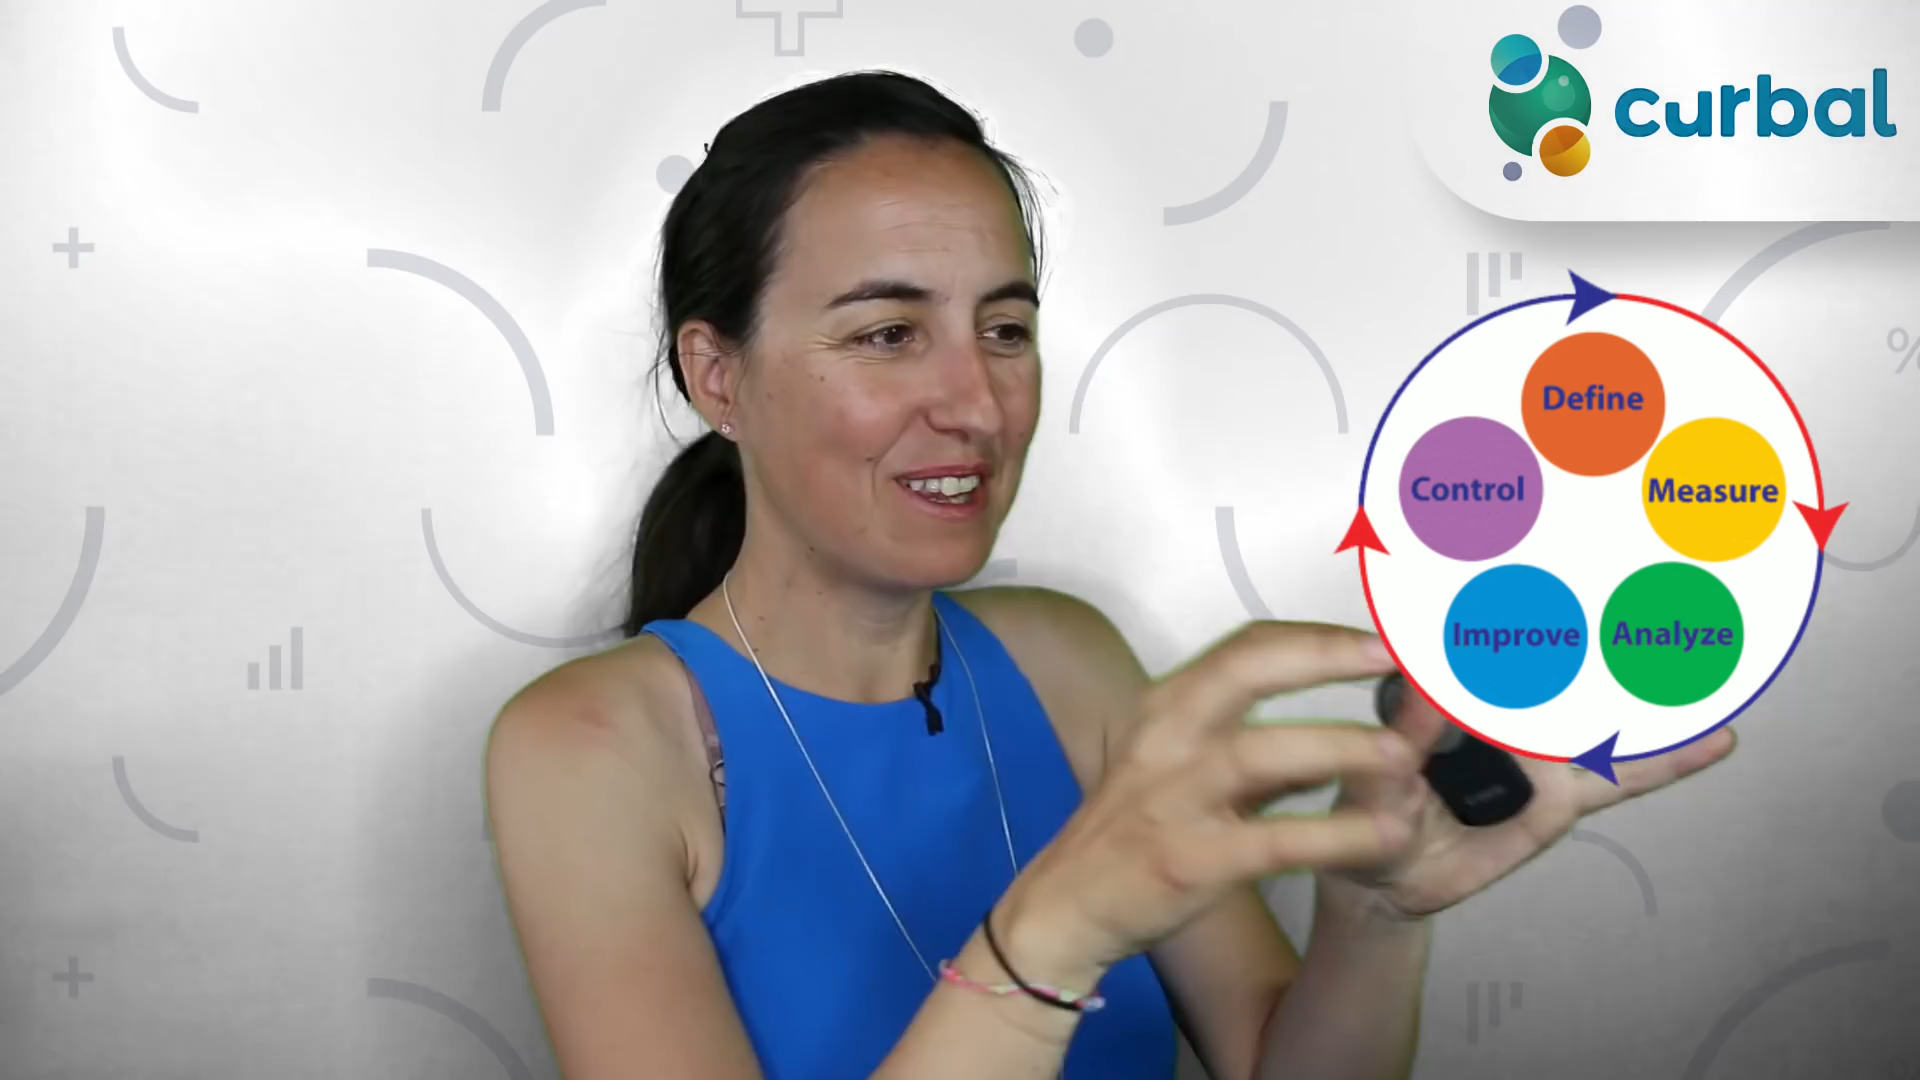 curbal
Define
Control
Measure
Improve
Analyze
%